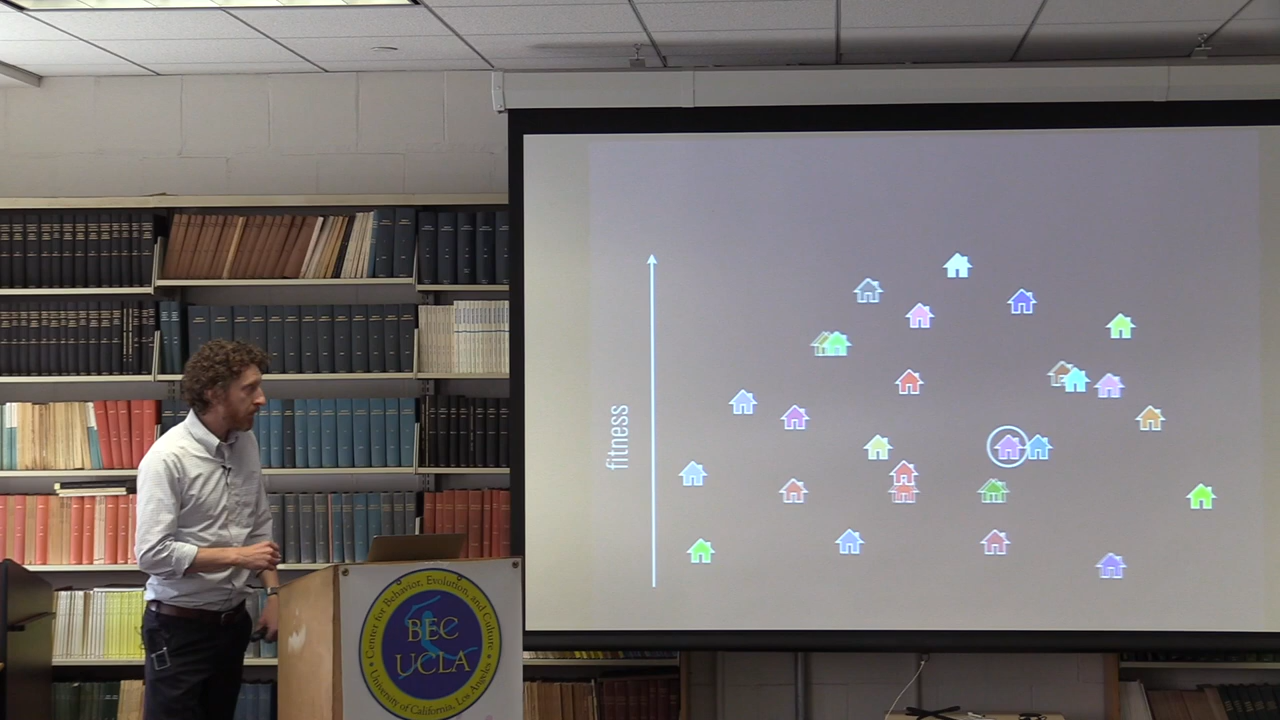 fitness
Center for Behavior, Evolution, and Culture
BEC
UCLA
University of California, Los Angeles